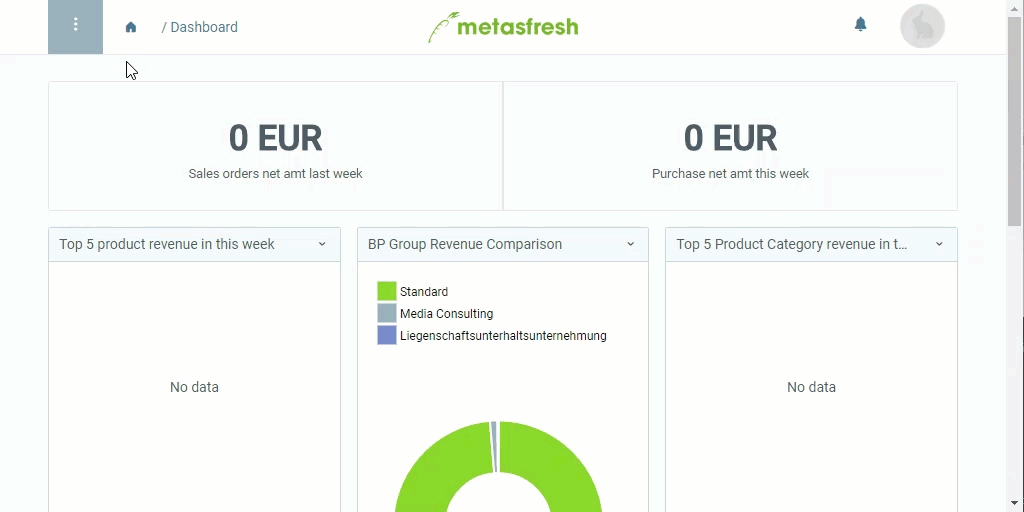 / Dashboard
metasfresh
0 EUR
Sales orders net amt last week
0 EUR
Purchase net amt this week
Top 5 product revenue in this week
BP Group Revenue Comparison
Top 5 Product Category revenue in t...
Standard
Media Consulting
Liegenschaftsunterhaltsunternehmung
No data
No data